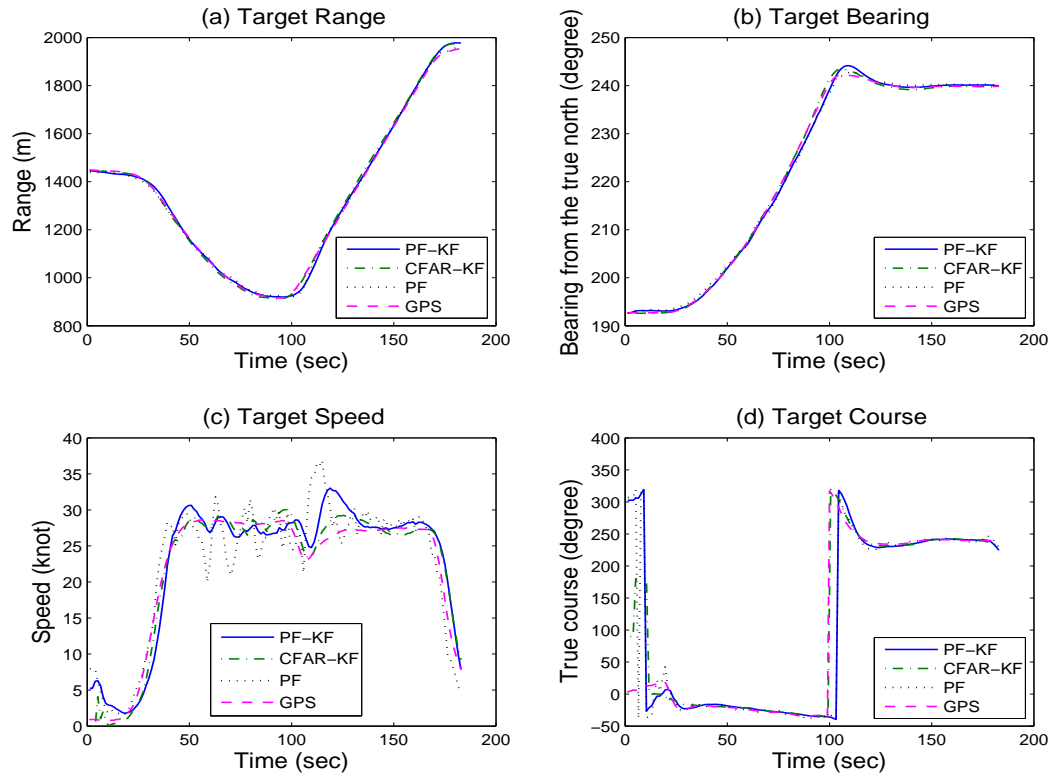 (a) Target Range
2000
1800
1600
1400
1200
1000
800
0
50
100
150
200
Range (m)
Time (sec)
PF−KF
CFAR−KF
PF
GPS
(b) Target Bearing
250
240
230
220
210
200
190
0
50
100
150
200
Bearing from the true north (degree)
Time (sec)
PF−KF
CFAR−KF
PF
GPS
(c) Target Speed
40
35
30
25
20
15
10
5
0
0
50
100
150
200
Speed (knot)
Time (sec)
PF−KF
CFAR−KF
PF
GPS
(d) Target Course
400
350
300
250
200
150
100
50
0
−50
0
50
100
150
200
True course (degree)
Time (sec)
PF−KF
CFAR−KF
PF
GPS